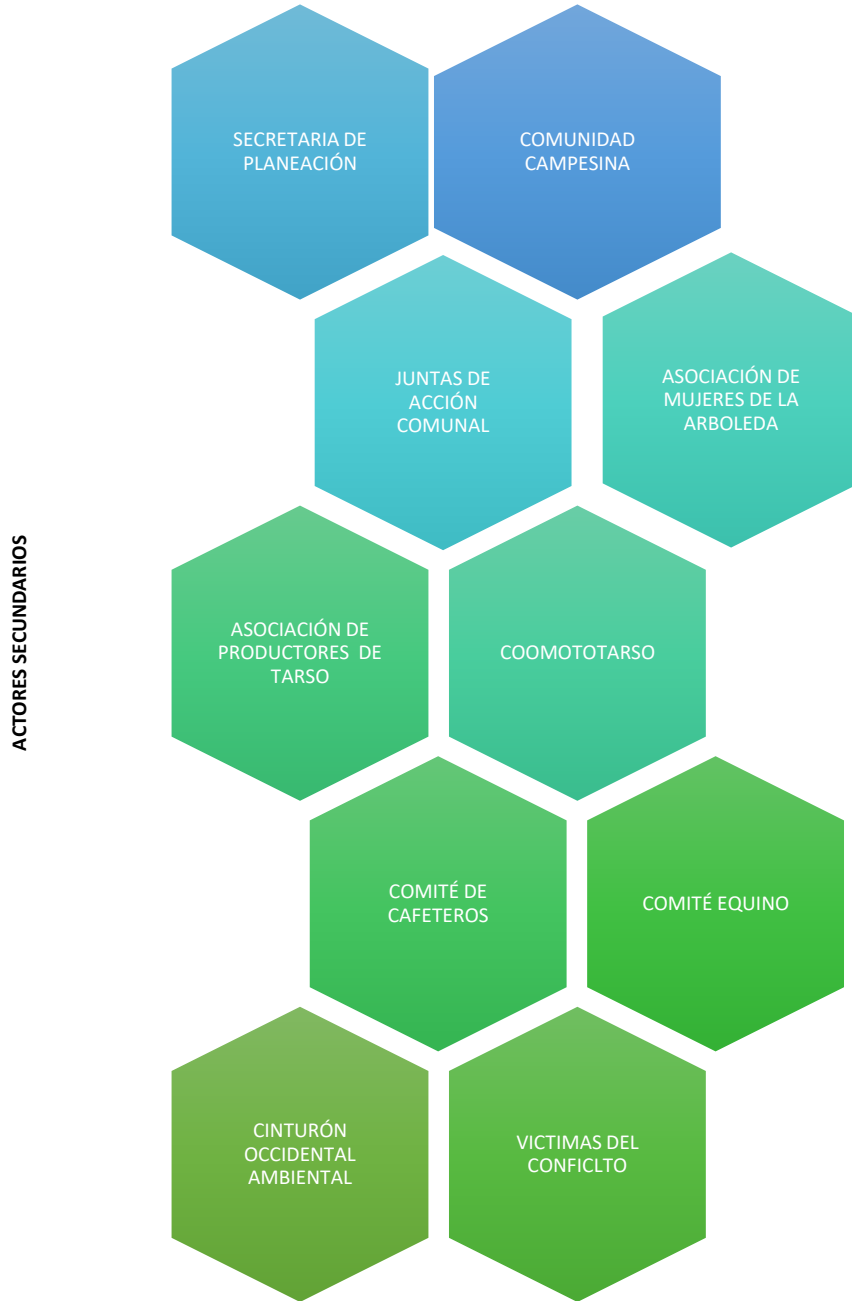 ACTORES SECUNDARIOS
SECRETARIA DE
PLANEACIÓN
COMUNIDAD
CAMPESINA
JUNTAS DE
ACCIÓN
COMUNAL
ASOCIACIÓN DE
MUJERES DE LA
ARBOLEDA
ASOCIACIÓN DE
PRODUCTORES DE
TARSO
COOMOTOTARSO
COMITÉ DE
CAFETEROS
COMITÉ EQUINO
CINTURÓN
OCCIDENTAL
AMBIENTAL
VICTIMAS DEL
CONFICLTO